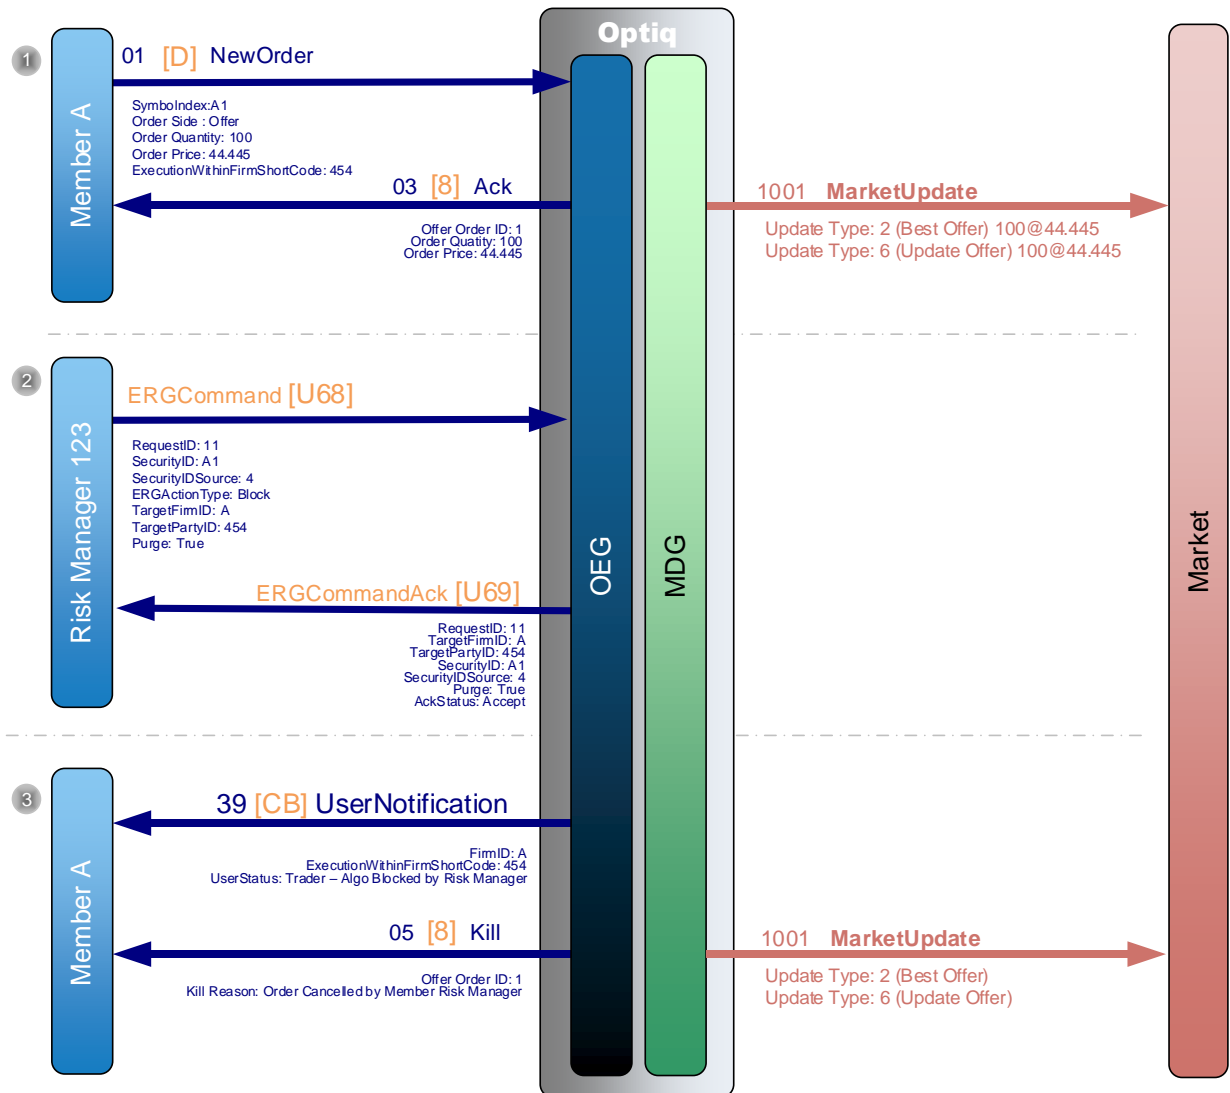 Optiq
1
01 [D] NewOrder
SymbolIndex:A1
Order Side : Offer
Order Quantity: 100
Order Price: 44.445
ExecutionWithinFirmShortCode: 454
Member A
03 [8] Ack
Offer Order ID: 1
Order Quatity: 100
Order Price: 44.445
1001 MarketUpdate
Update Type: 2 (Best Offer) 100@44.445
Update Type: 6 (Update Offer) 100@44.445
2
ERGCommand [U68]
RequestID: 11
SecurityID: A1
SecurityIDSource: 4
ERGActionType: Block
TargetFirmID: A
TargetPartyID: 454
Purge: True
Risk Manager 123
OEG
MDG
Market
ERGCommandAck [U69]
RequestID: 11
TargetFirmID: A
TargetPartyID: 454
SecurityID: A1
SecurityIDSource: 4
Purge: True
AckStatus: Accept
3
39 [CB] UserNotification
FirmID: A
ExecutionWithinFirmShortCode: 454
UserStatus: Trader – Algo Blocked by Risk Manager
Member A
05 [8] Kill
Offer Order ID: 1
Kill Reason: Order Cancelled by Member Risk Manager
1001 MarketUpdate
Update Type: 2 (Best Offer)
Update Type: 6 (Update Offer)